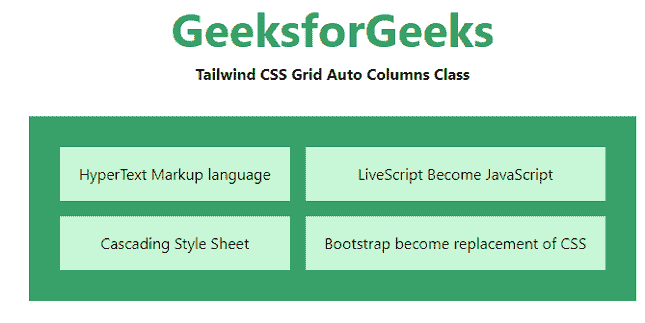 GeeksforGeeks
Tailwind CSS Grid Auto Columns Class
HyperText Markup language
LiveScript Become JavaScript
Cascading Style Sheet
Bootstrap become replacement of CSS